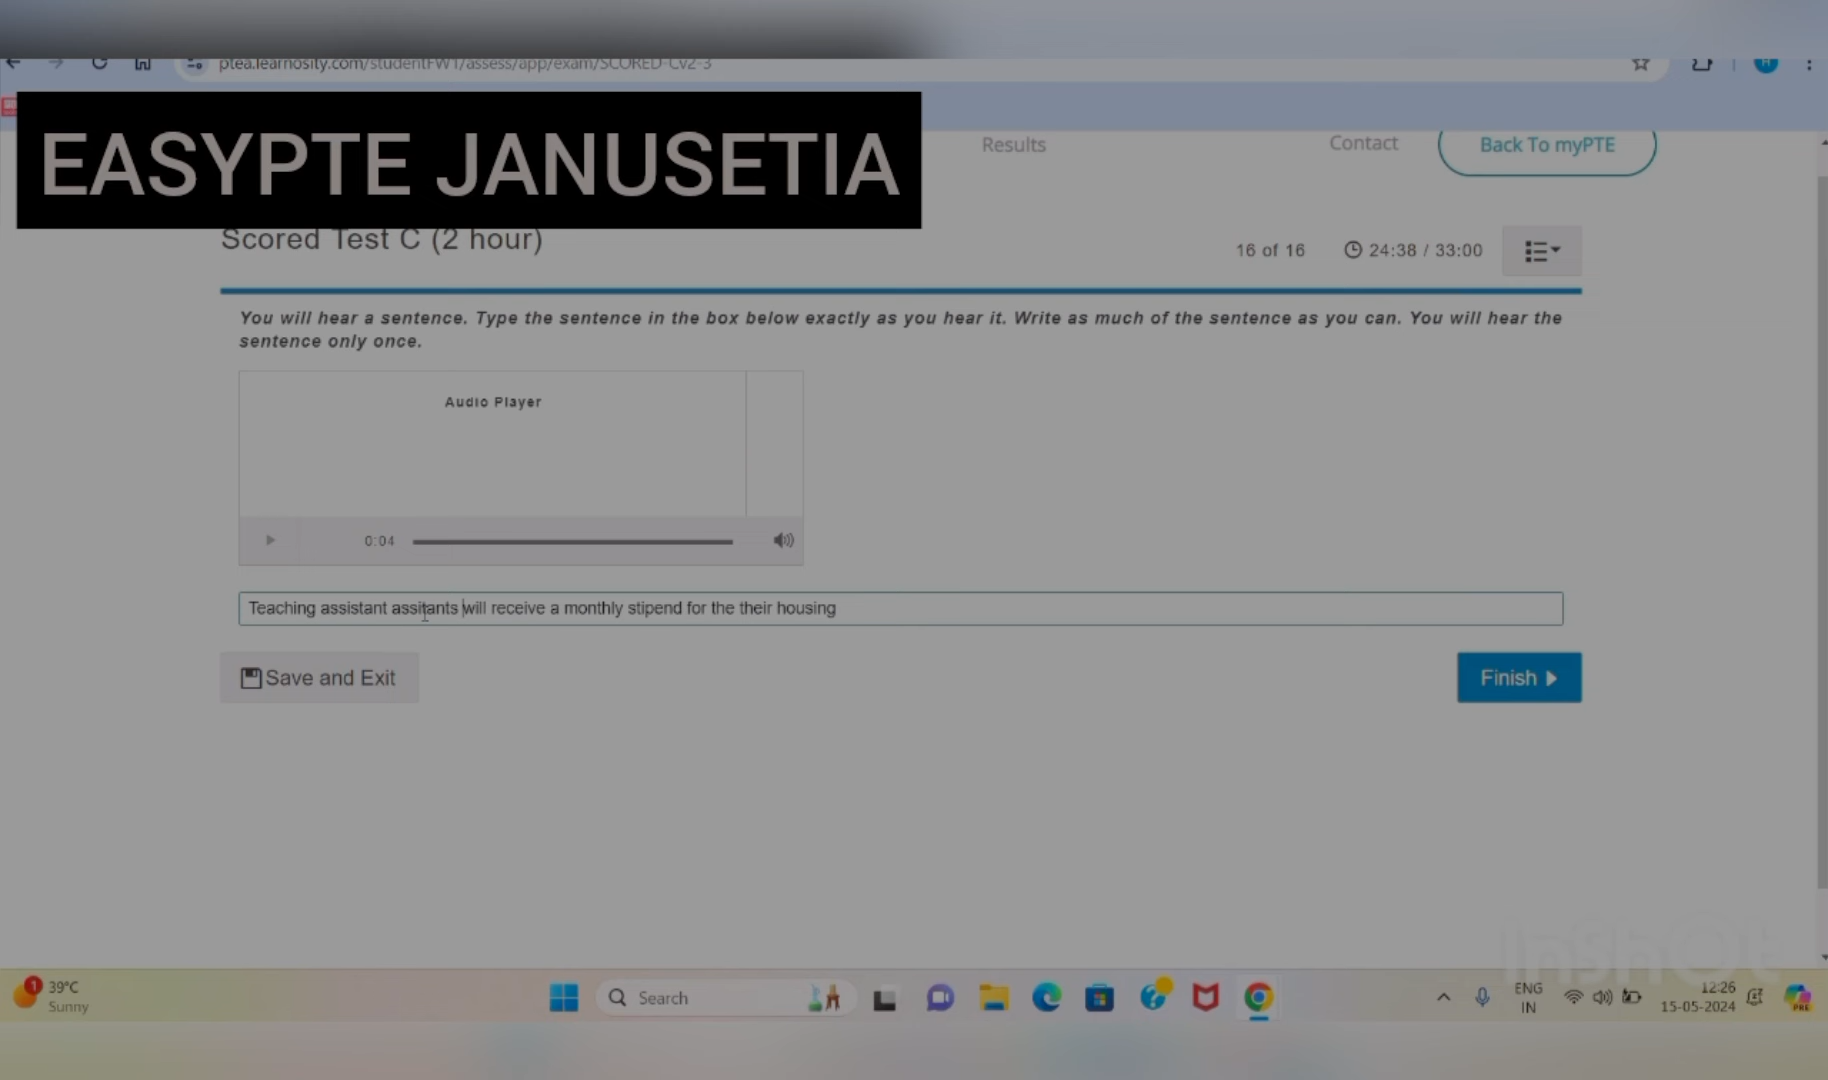 ptea.learnosity.com/studentFW1/assess/app/exam/SCORED-Cv2-3
H
EASYPTE JANUSETIA
Results
Contact
Back To myPTE
Scored Test C (2 hour)
16 of 16
24:38 / 33:00
You will hear a sentence. Type the sentence in the box below exactly as you hear it. Write as much of the sentence as you can. You will hear the
sentence only once.
Audio Player
0:04
Teaching assistant assitants will receive a monthly stipend for the their housing
Save and Exit
Finish
InShOt
1
39°C
Sunny
Search
ENG
IN
12:26
15-05-2024
PRE